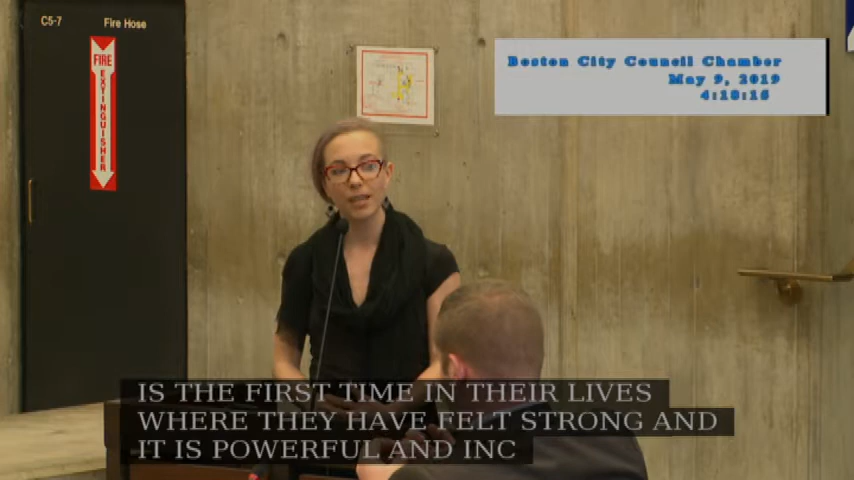 C5-7 Fire Hose
FIRE
EXTINGUISHER
Boston City Council Chamber
May 9, 2019
4:18:15
IS THE FIRST TIME IN THEIR LIVES
WHERE THEY HAVE FELT STRONG AND
IT IS POWERFUL AND INC